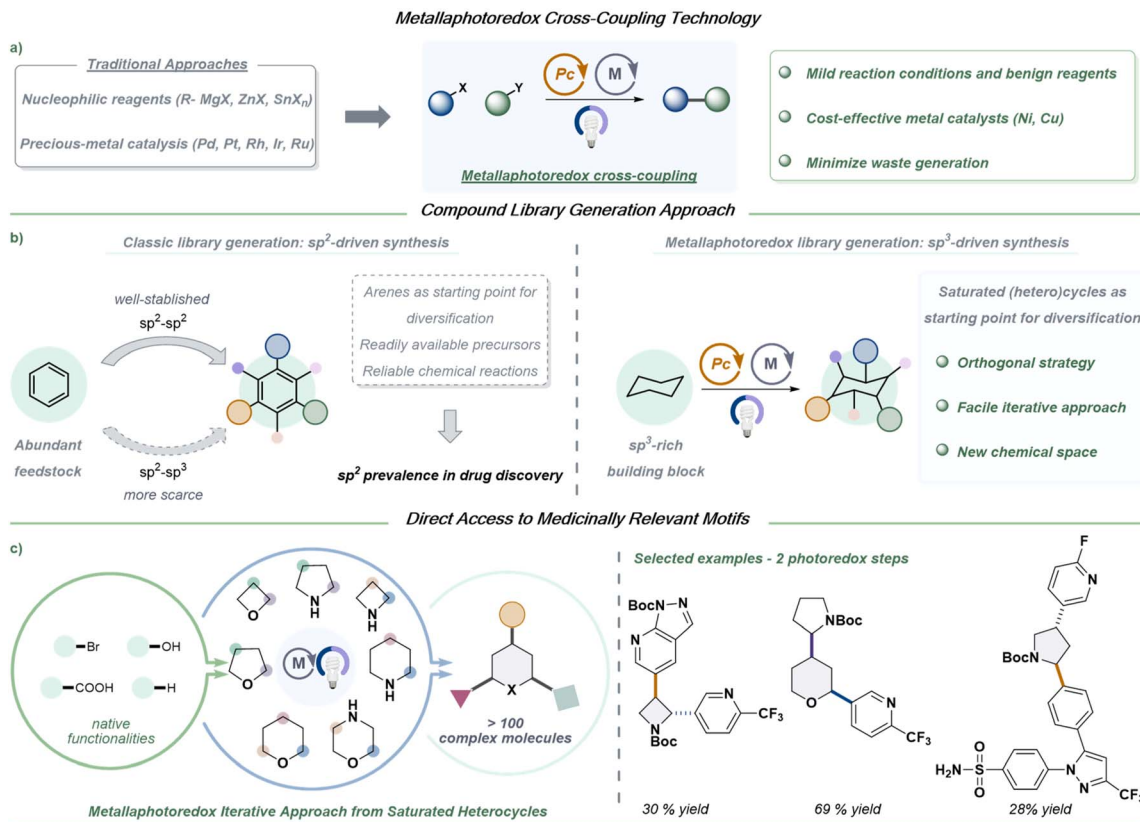 Metallaphotoredox Cross-Coupling Technology
a)
Traditional Approaches
Nucleophilic reagents (R- MgX, ZnX, SnXn)
Precious-metal catalysis (Pd, Pt, Rh, Ir, Ru)
X
Y
Pc
M
Metallaphotoredox cross-coupling
Mild reaction conditions and benign reagents
Cost-effective metal catalysts (Ni, Cu)
Minimize waste generation
Compound Library Generation Approach
b)
Classic library generation: sp2-driven synthesis
well-stablished
sp2-sp2
Abundant
feedstock
sp2-sp3
more scarce
Arenes as starting point for
diversification
Readily available precursors
Reliable chemical reactions
sp2 prevalence in drug discovery
Metallaphotoredox library generation: sp3-driven synthesis
sp3-rich
building block
Pc
M
Saturated (hetero)cycles as
starting point for diversification
Orthogonal strategy
Facile iterative approach
New chemical space
Direct Access to Medicinally Relevant Motifs
c)
Br
OH
COOH
H
native
functionalities
O
N
H
N
H
O
M
N
H
O
H
N
O
X
> 100
complex molecules
Metallaphotoredox Iterative Approach from Saturated Heterocycles
Selected examples - 2 photoredox steps
BocN
N
N
N
Boc
N
CF3
30 % yield
NBoc
O
N
CF3
69 % yield
F
N
BocN
O
H2N
S
O
N
N
CF3
28% yield